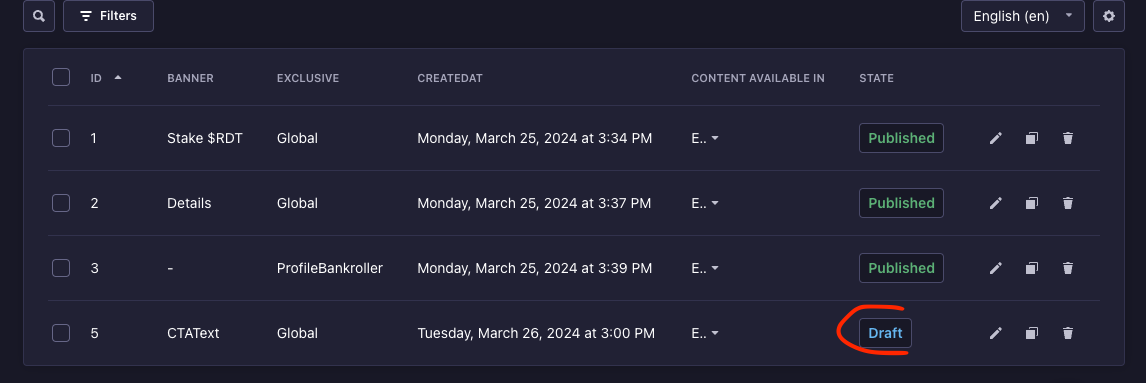 Filters English (en)
ID BANNER EXCLUSIVE CREATEDAT CONTENT AVAILABLE IN STATE
1 Stake $RDT Global Monday, March 25, 2024 at 3:34 PM E.. Published
2 Details Global Monday, March 25, 2024 at 3:37 PM E.. Published
3 - ProfileBankroller Monday, March 25, 2024 at 3:39 PM E.. Published
5 CTAText Global Tuesday, March 26, 2024 at 3:00 PM E.. Draft